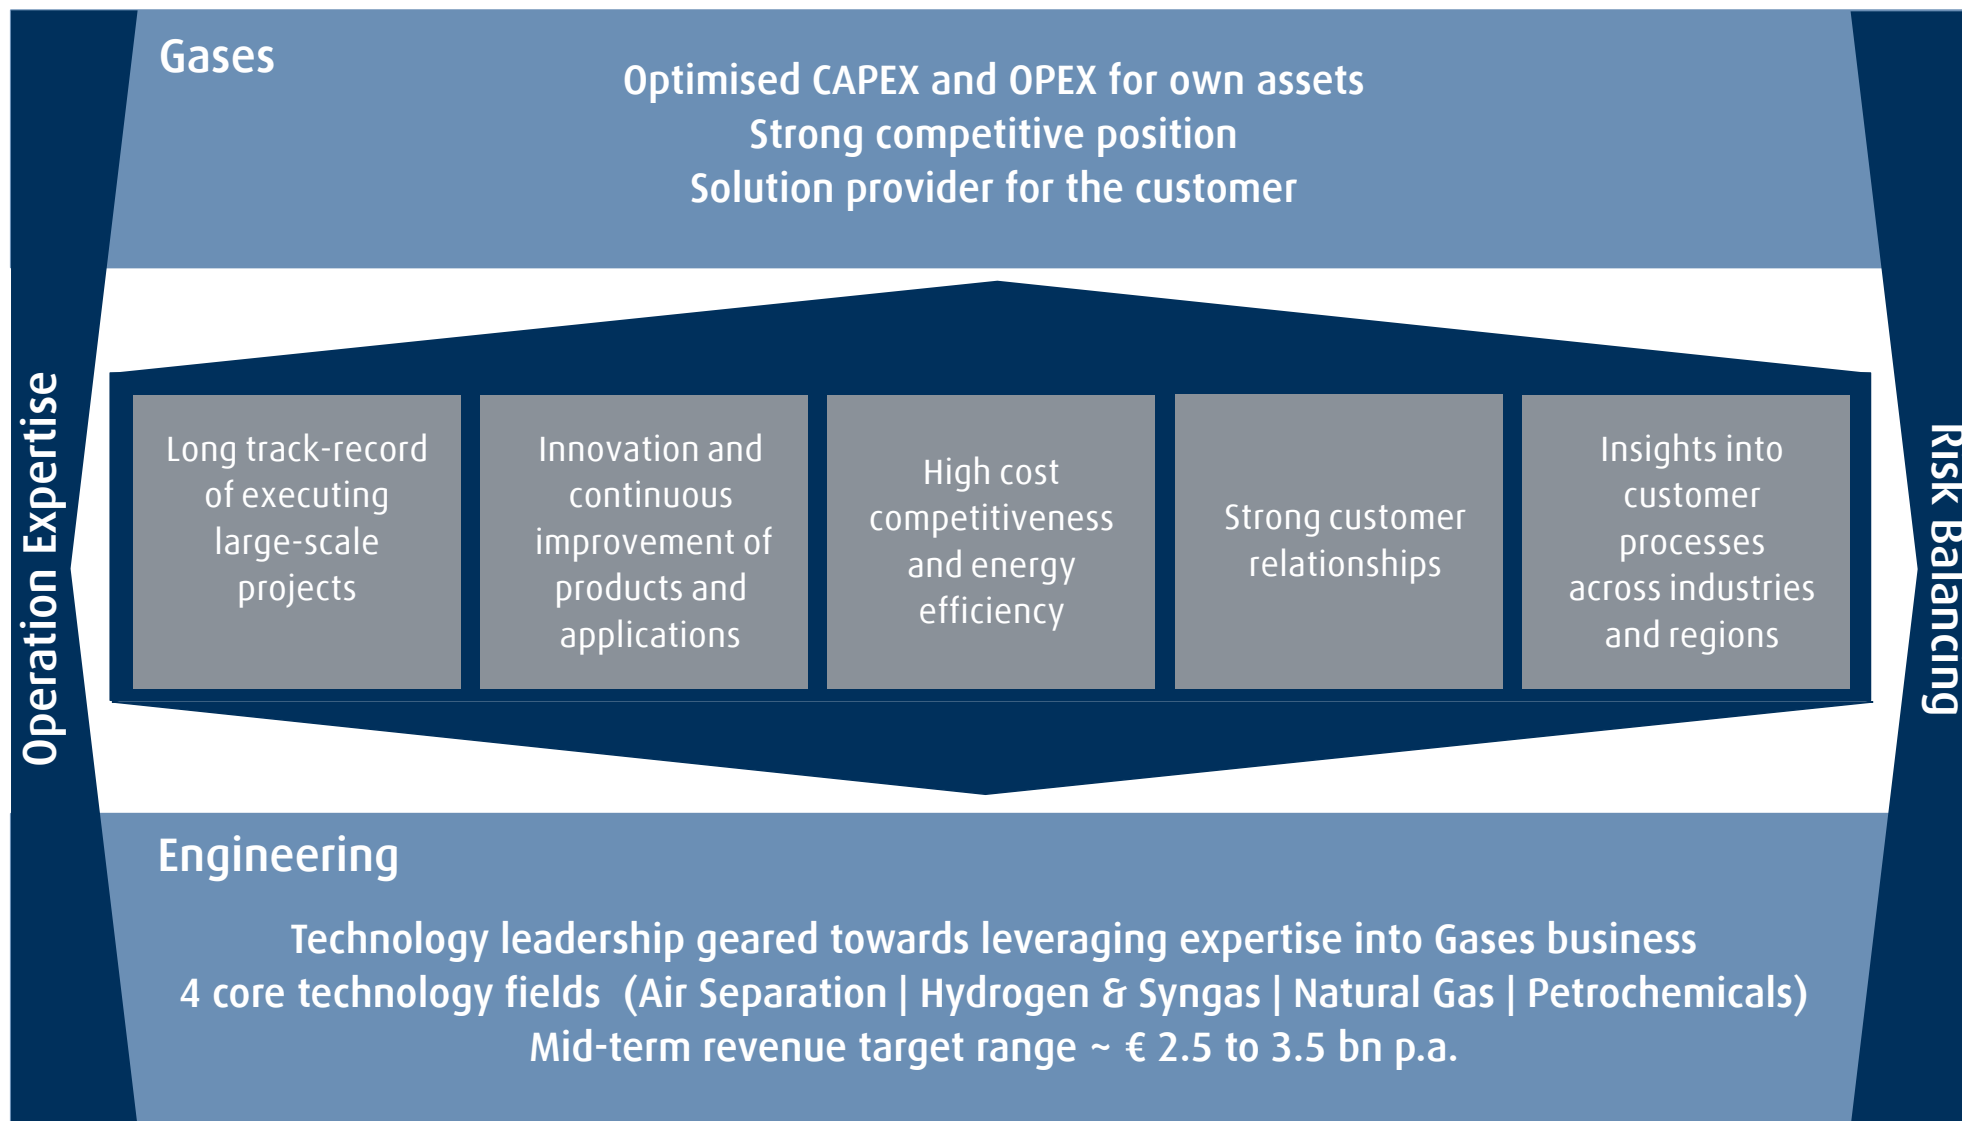 Gases
Optimised CAPEX and OPEX for own assets
Strong competitive position
Solution provider for the customer
Operation Expertise
Long track-record
of executing
large-scale
projects
Innovation and
continuous
improvement of
products and
applications
High cost
competitiveness
and energy
efficiency
Strong customer
relationships
Insights into
customer
processes
across industries
and regions
Risk Balancing
Engineering
Technology leadership geared towards leveraging expertise into Gases business
4 core technology fields (Air Separation | Hydrogen & Syngas | Natural Gas | Petrochemicals)
Mid-term revenue target range ~ € 2.5 to 3.5 bn p.a.